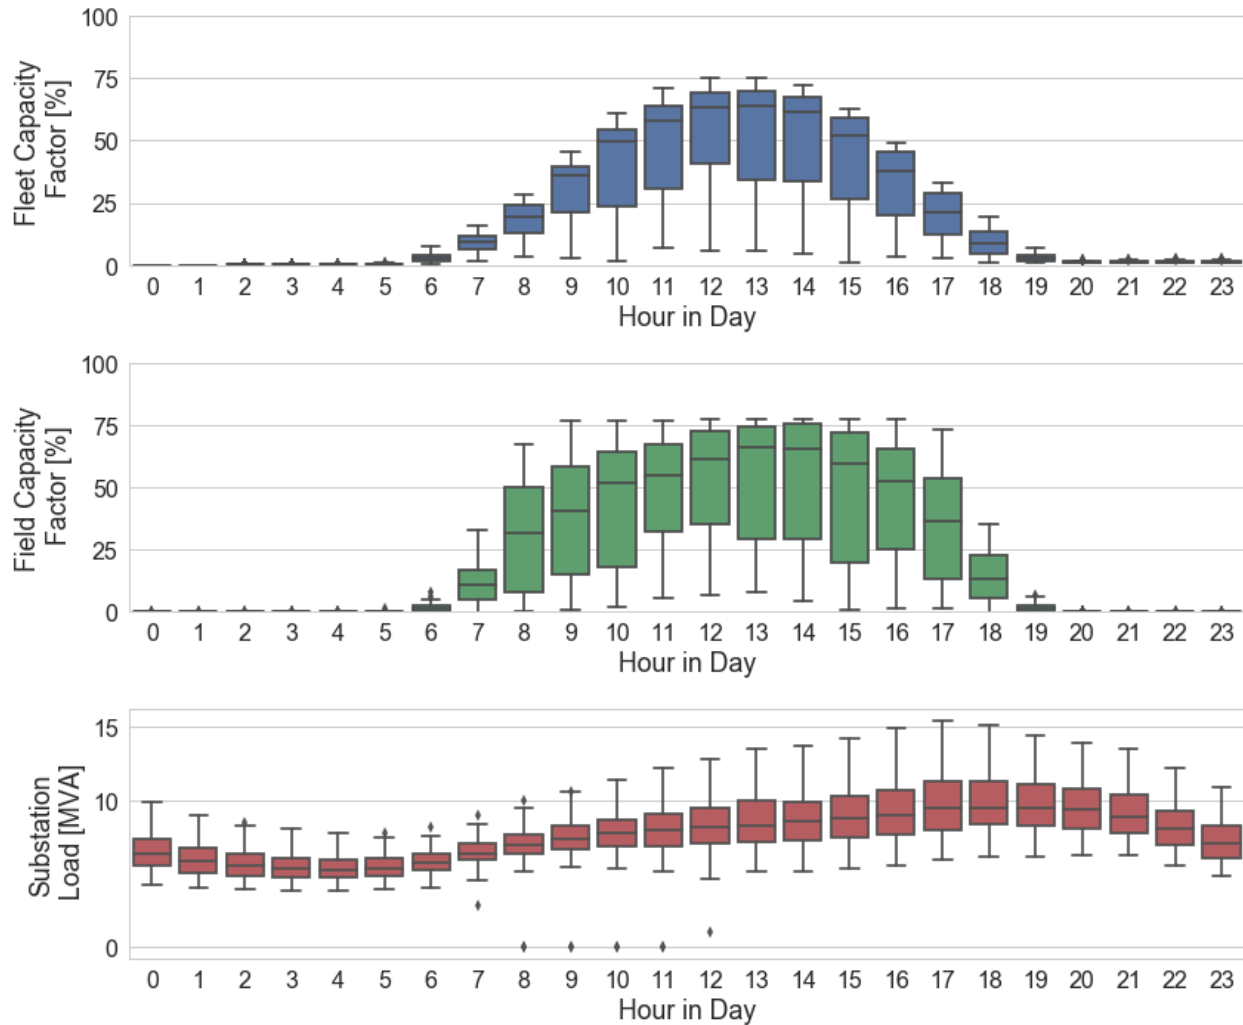 100
75
50
25
0
Fleet Capacity
Factor [%]
0 1 2 3 4 5 6 7 8 9 10 11 12 13 14 15 16 17 18 19 20 21 22 23
Hour in Day
100
75
50
25
0
Field Capacity
Factor [%]
0 1 2 3 4 5 6 7 8 9 10 11 12 13 14 15 16 17 18 19 20 21 22 23
Hour in Day
15
10
0
Substation
Load [MVA]
0 1 2 3 4 5 6 7 8 9 10 11 12 13 14 15 16 17 18 19 20 21 22 23
Hour in Day